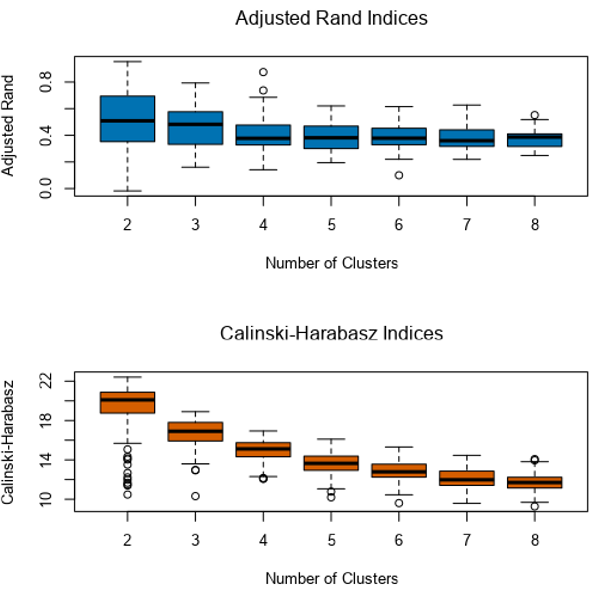 Adjusted Rand Indices
Adjusted Rand
0.8
0.4
0.0
2 3 4 5 6 7 8
Number of Clusters
Calinski-Harabasz Indices
Calinski-Harabasz
22
18
14
10
2 3 4 5 6 7 8
Number of Clusters